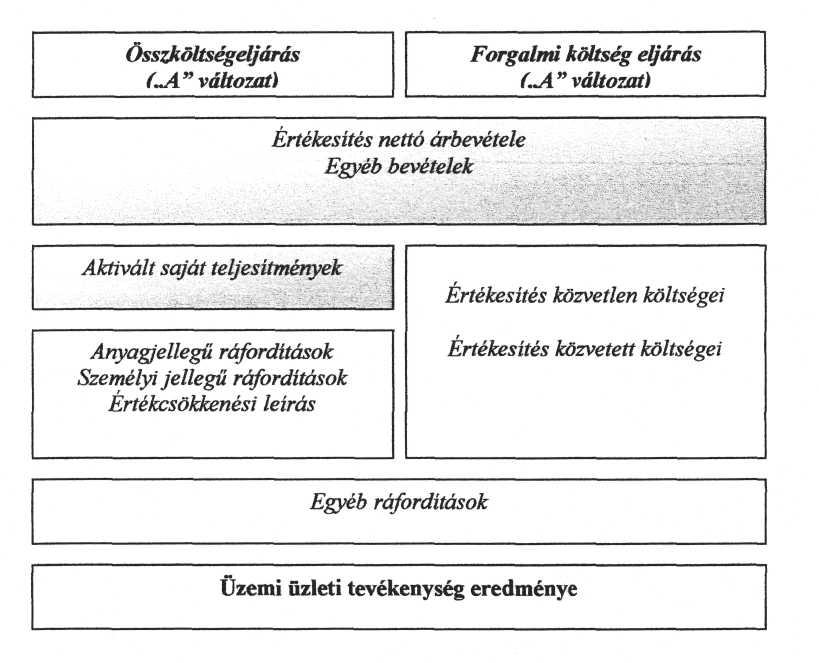 Összköltségeljárás
(„A” változat)
Forgalmi költség eljárás
(„A” változat)
Értékesítés nettó árbevétele
Egyéb bevételek
Aktivált saját teljesítmények
Értékesítés közvetlen költségei
Értékesítés közvetett költségei
Anyagjellegű ráfordítások
Személyi jellegű ráfordítások
Értékcsökkenési leírás
Egyéb ráfordítások
Üzemi üzleti tevékenység eredménye